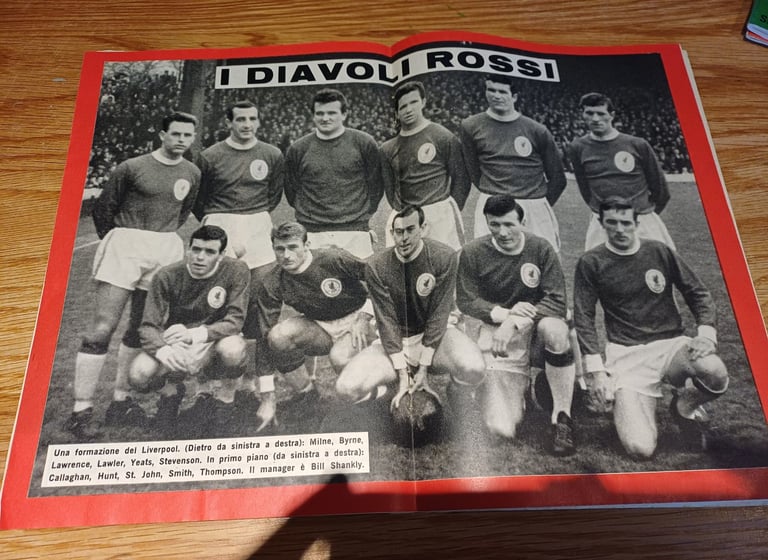 I DIAVOLI ROSSI
Una formazione del Liverpool. (Dietro da sinistra a destra): Milne, Byrne,
Lawrence, Lawler, Yeats, Stevenson. In primo piano (da sinistra a destra):
Callaghan, Hunt, St. John, Smith, Thompson. Il manager è Bill Shankly.